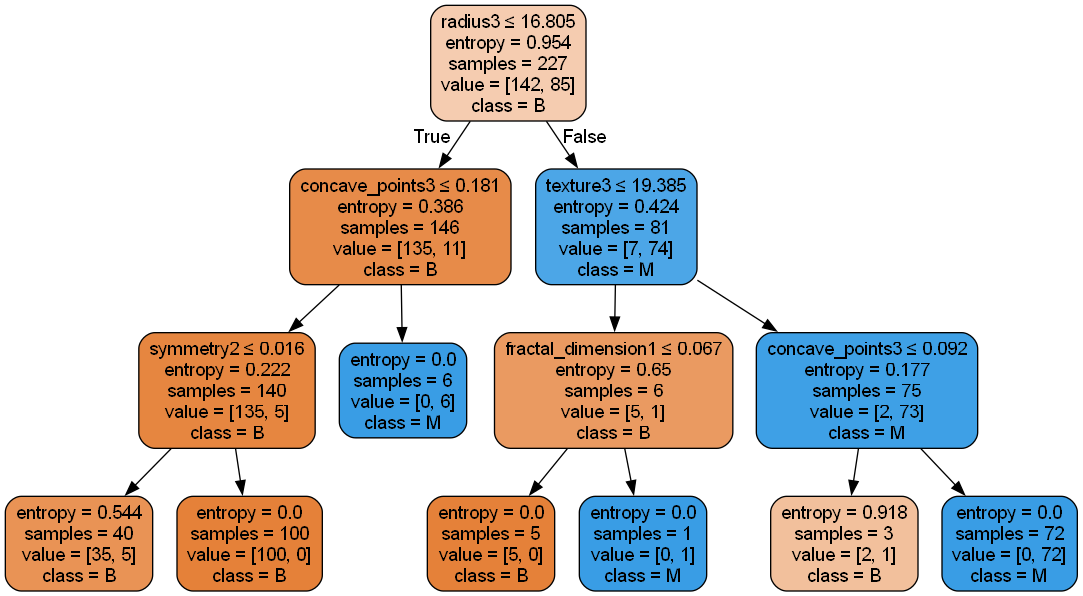 radius3 ≤ 16.805
entropy = 0.954
samples = 227
value = [142, 85]
class = B
True
False
concave_points3 ≤ 0.181
entropy = 0.386
samples = 146
value = [135, 11]
class = B
texture3 ≤ 19.385
entropy = 0.424
samples = 81
value = [7, 74]
class = M
symmetry2 ≤ 0.016
entropy = 0.222
samples = 140
value = [135, 5]
class = B
entropy = 0.0
samples = 6
value = [0, 6]
class = M
fractal_dimension1 ≤ 0.067
entropy = 0.65
samples = 6
value = [5, 1]
class = B
concave_points3 ≤ 0.092
entropy = 0.177
samples = 75
value = [2, 73]
class = M
entropy = 0.544
samples = 40
value = [35, 5]
class = B
entropy = 0.0
samples = 100
value = [100, 0]
class = B
entropy = 0.0
samples = 5
value = [5, 0]
class = B
entropy = 0.0
samples = 1
value = [0, 1]
class = M
entropy = 0.918
samples = 3
value = [2, 1]
class = B
entropy = 0.0
samples = 72
value = [0, 72]
class = M